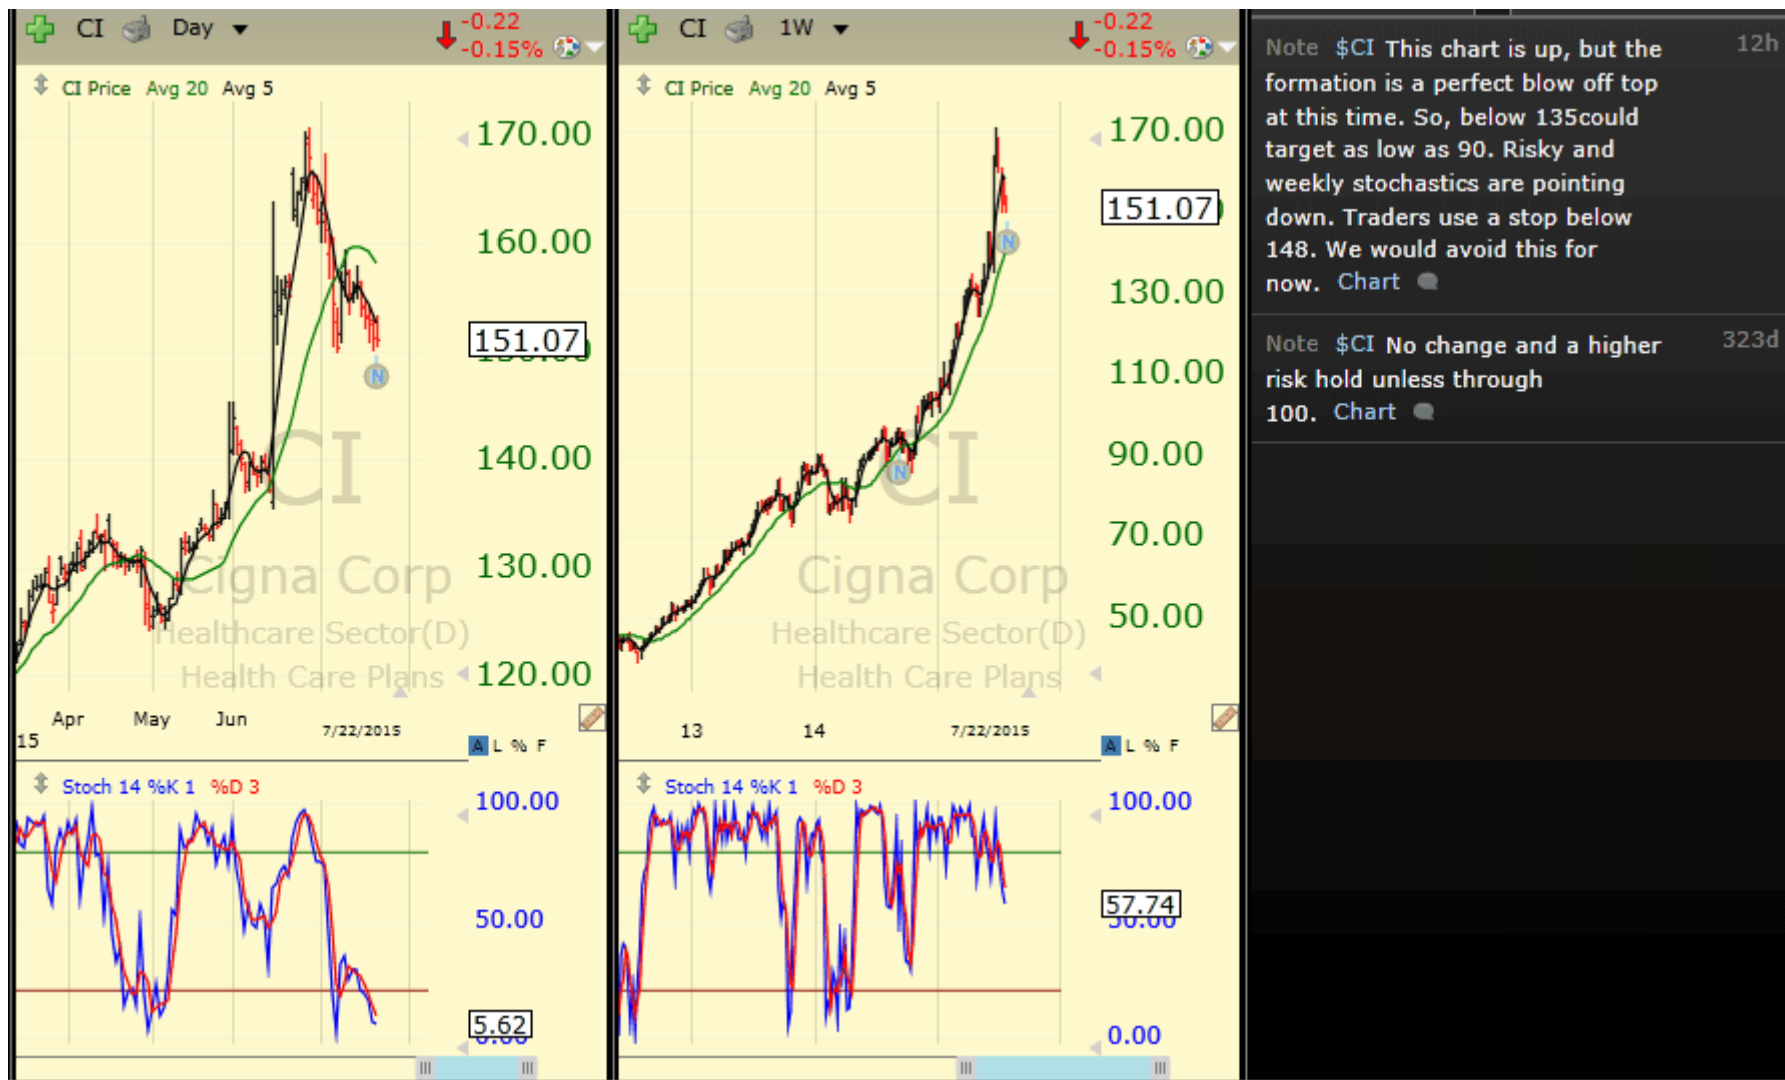 CI Day
-0.22
-0.15%
CI Price Avg 20 Avg 5
170.00
160.00
151.07
140.00
130.00
120.00
CI
Cigna Corp
Healthcare Sector(D)
Health Care Plans
N
Apr May Jun
15
7/22/2015
A L % F
Stoch 14 %K 1 %D 3
100.00
50.00
5.62
0.00
CI 1W
-0.22
-0.15%
CI Price Avg 20 Avg 5
170.00
151.07
130.00
110.00
90.00
70.00
50.00
CI
Cigna Corp
Healthcare Sector(D)
Health Care Plans
N
N
13 14 7/22/2015
A L % F
Stoch 14 %K 1 %D 3
100.00
57.74
50.00
0.00
Note $CI This chart is up, but the 12h
formation is a perfect blow off top
at this time. So, below 135could
target as low as 90. Risky and
weekly stochastics are pointing
down. Traders use a stop below
148. We would avoid this for
now. Chart
Note $CI No change and a higher 323d
risk hold unless through
100. Chart